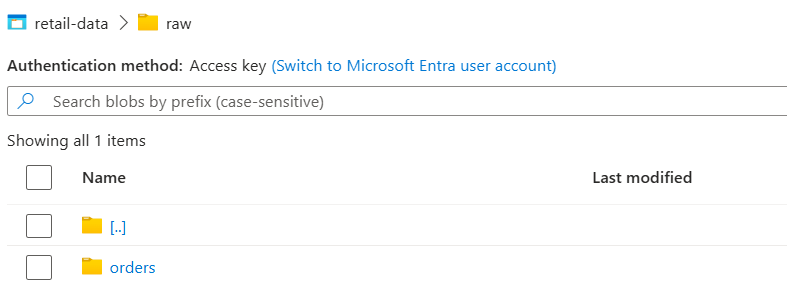 retail-data > raw
Authentication method: Access key (Switch to Microsoft Entra user account)
Search blobs by prefix (case-sensitive)
Showing all 1 items
Name Last modified
[..]
orders